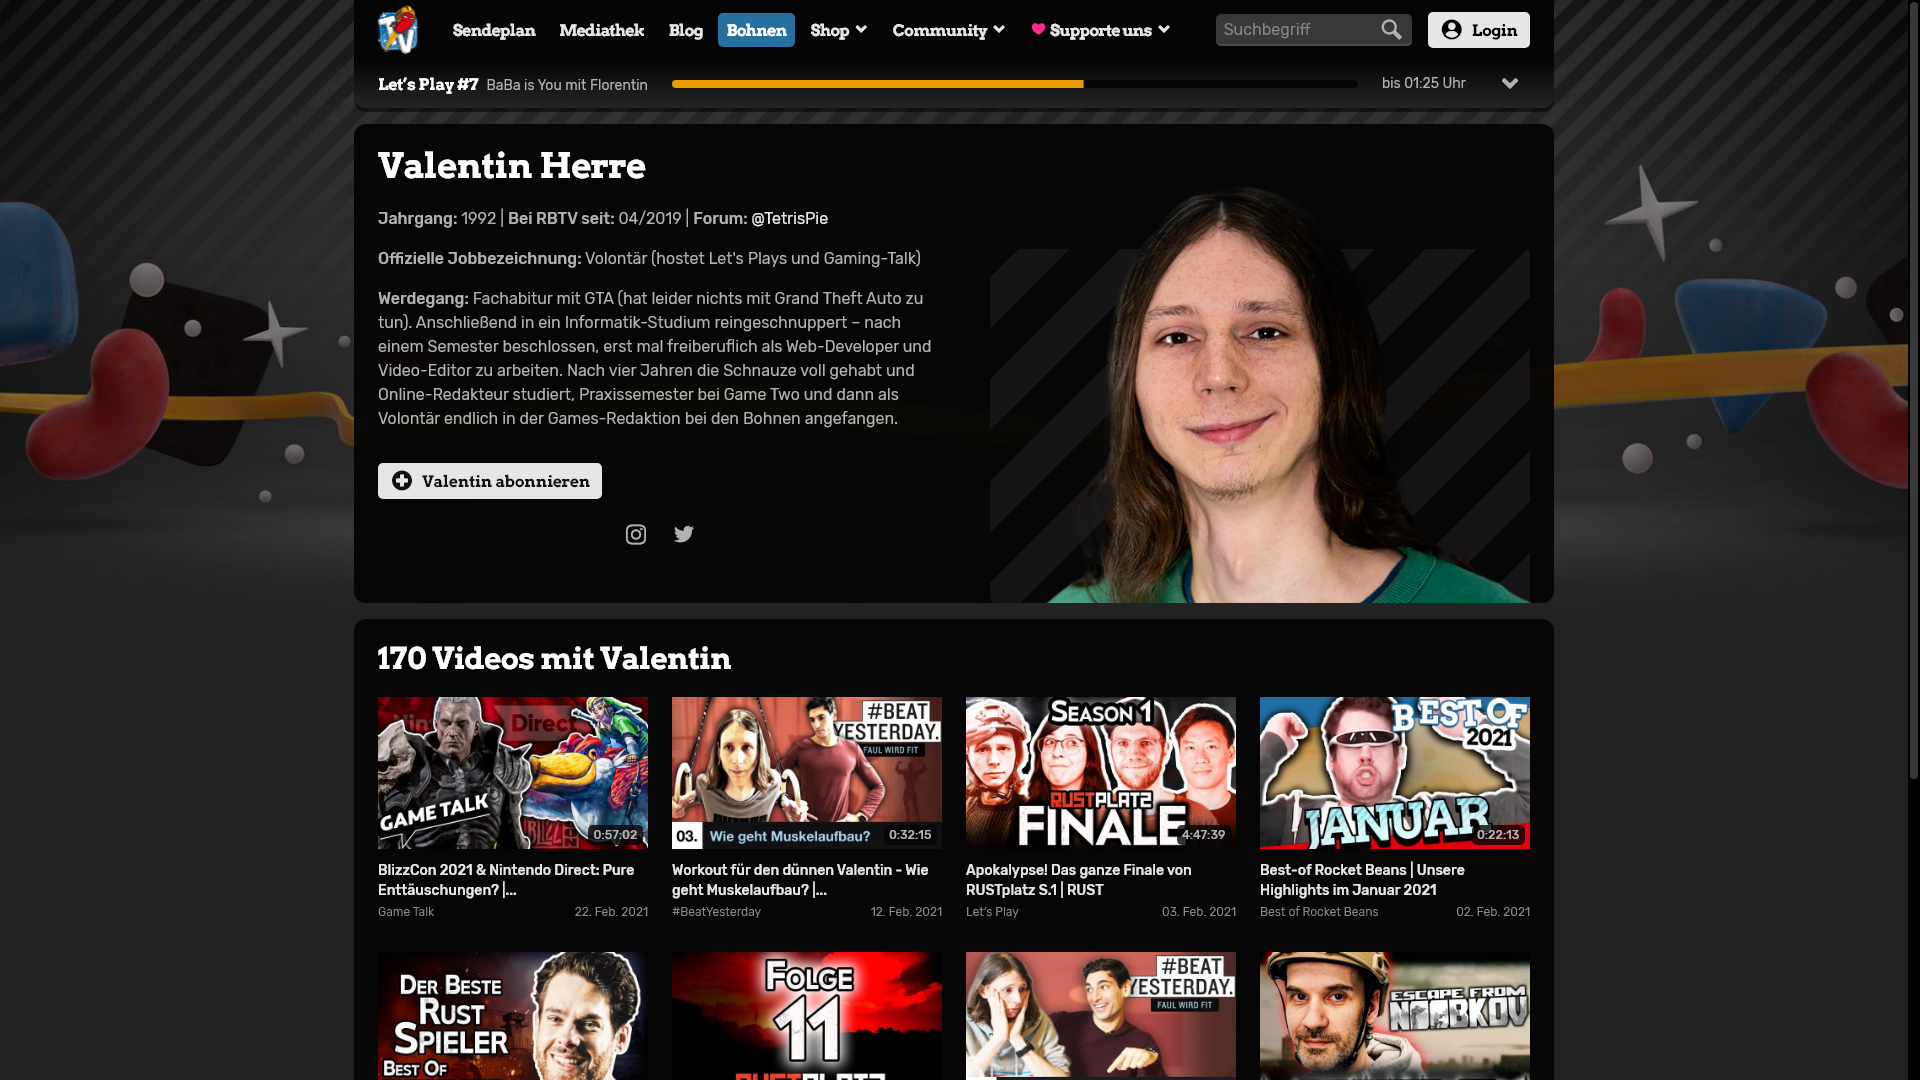 Sendeplan Mediathek Blog Bohnen Shop Community Supporte uns Suchbegriff Login
Let's Play #7 BaBa is You mit Florentin bis 01:25 Uhr
Valentin Herre
Jahrgang: 1992 | Bei RBTV seit: 04/2019 | Forum: @TetrisPie
Offizielle Jobbezeichnung: Volontär (hostet Let's Plays und Gaming-Talk)
Werdegang: Fachabitur mit GTA (hat leider nichts mit Grand Theft Auto zu
tun). Anschließend in ein Informatik-Studium reingeschnuppert – nach
einem Semester beschlossen, erst mal freiberuflich als Web-Developer und
Video-Editor zu arbeiten. Nach vier Jahren die Schnauze voll gehabt und
Online-Redakteur studiert, Praxissemester bei Game Two und dann als
Volontär endlich in der Games-Redaktion bei den Bohnen angefangen.
Valentin abonnieren
170 Videos mit Valentin
Direct
GAME TALK
0:57:02
BlizzCon 2021 & Nintendo Direct: Pure
Enttäuschungen? |...
Game Talk 22. Feb. 2021
#BEAT
YESTERDAY.
FAUL WIRD FIT
03. Wie geht Muskelaufbau? 0:32:15
Workout für den dünnen Valentin - Wie
geht Muskelaufbau? |...
#BeatYesterday 12. Feb. 2021
SEASON 1
RUSTPLATZ
FINALE
4:47:39
Apokalypse! Das ganze Finale von
RUSTplatz S.1 | RUST
Let's Play 03. Feb. 2021
BEST OF
2021
JANUAR
0:22:13
Best-of Rocket Beans | Unsere
Highlights im Januar 2021
Best of Rocket Beans 02. Feb. 2021
DER BESTE
RUST
SPIELER
BEST OF
FOLGE
11
RUSTPLATZ
#BEAT
YESTERDAY.
FAUL WIRD FIT
ESCAPE FROM
NOOBKOV